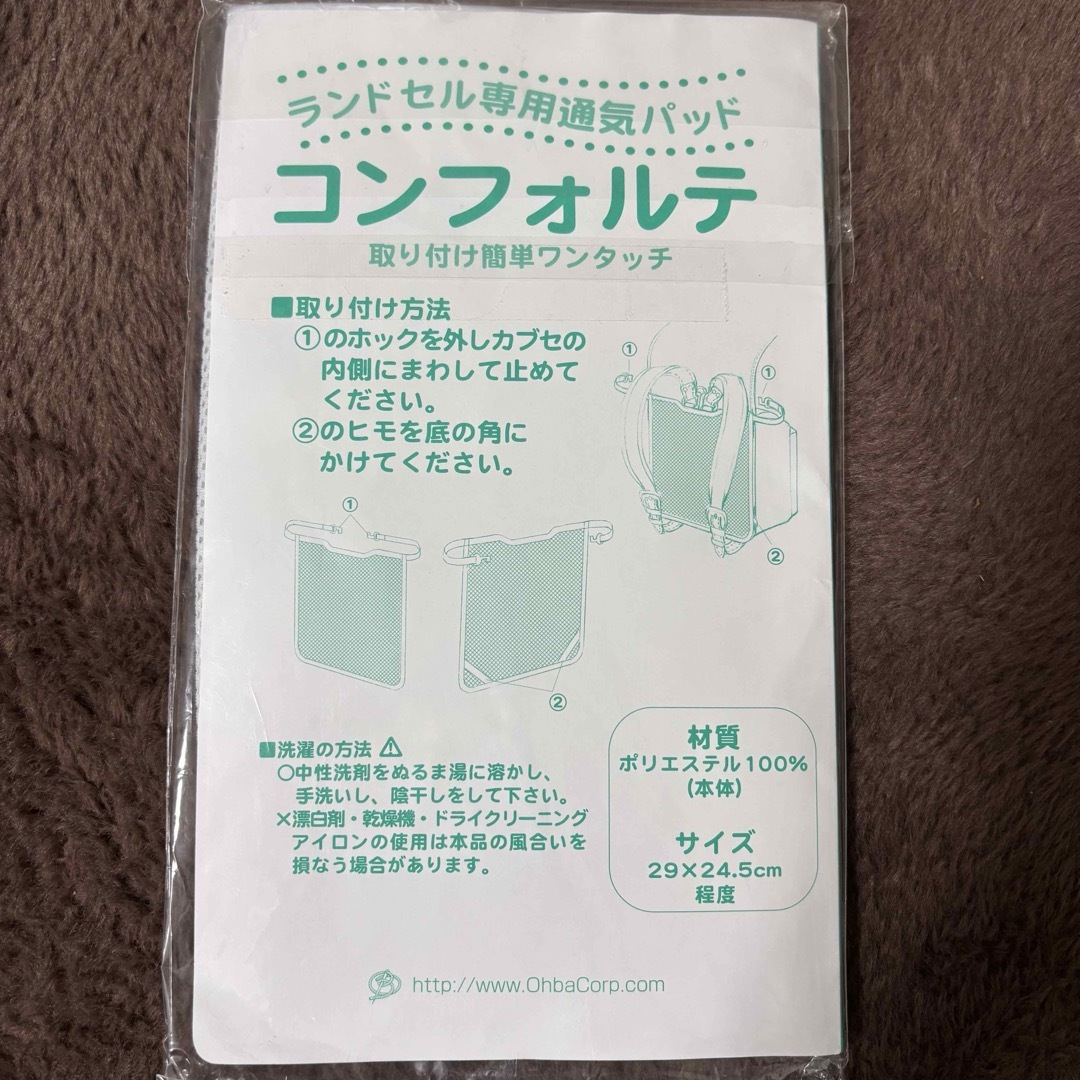 ランドセル専用通気パッド
コンフォルテ
取り付け簡単ワンタッチ
■取り付け方法
①のホックを外しカブセの
内側にまわして止めて
ください。
②のヒモを底の角に
かけてください。
①
①
②
①
②
■洗濯の方法 ⚠
○中性洗剤をぬるま湯に溶かし、
手洗いし、陰干しをして下さい。
×漂白剤・乾燥機・ドライクリーニング
アイロンの使用は本品の風合いを
損なう場合があります。
材質
ポリエステル100%
(本体)
サイズ
29×24.5cm
程度
http://www.OhbaCorp.com